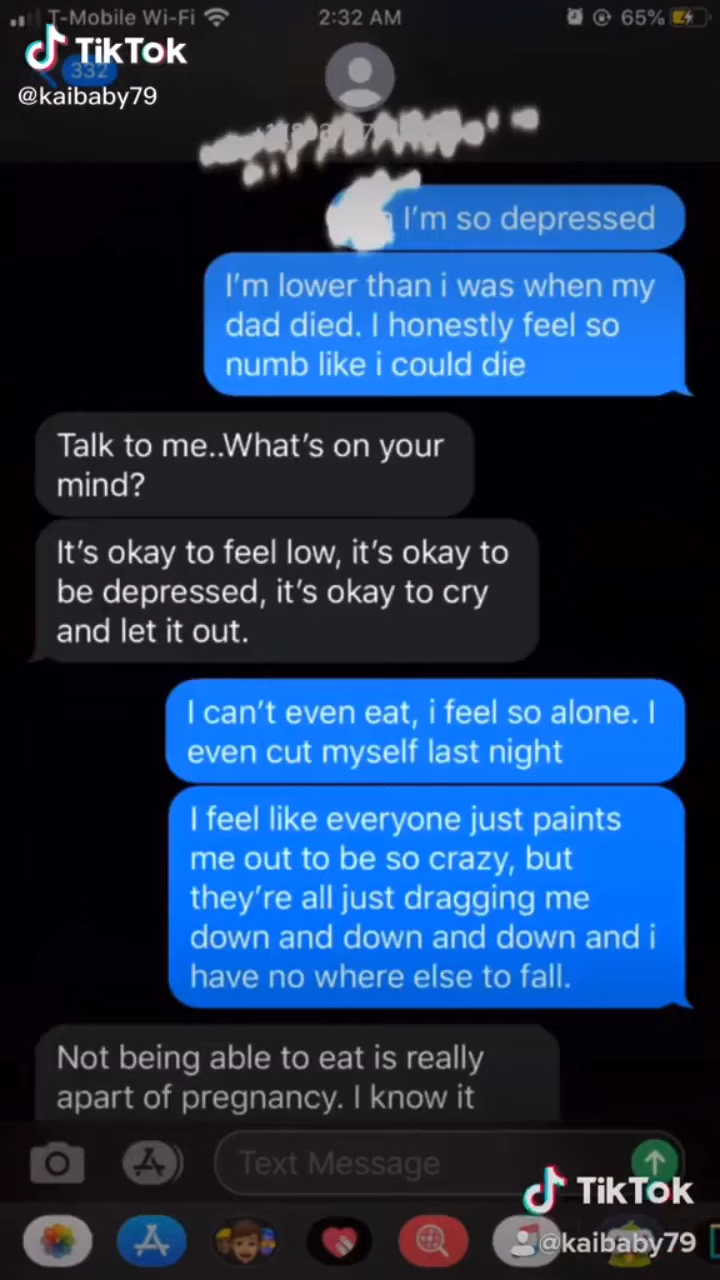 T-Mobile Wi-Fi 2:32 AM 65%
TikTok
332
@kaibaby79
I'm so depressed
I'm lower than i was when my
dad died. I honestly feel so
numb like i could die
Talk to me..What's on your
mind?
It's okay to feel low, it's okay to
be depressed, it's okay to cry
and let it out.
I can't even eat, i feel so alone. I
even cut myself last night
I feel like everyone just paints
me out to be so crazy, but
they're all just dragging me
down and down and down and i
have no where else to fall.
Not being able to eat is really
apart of pregnancy. I know it
Text Message
TikTok
@kaibaby79